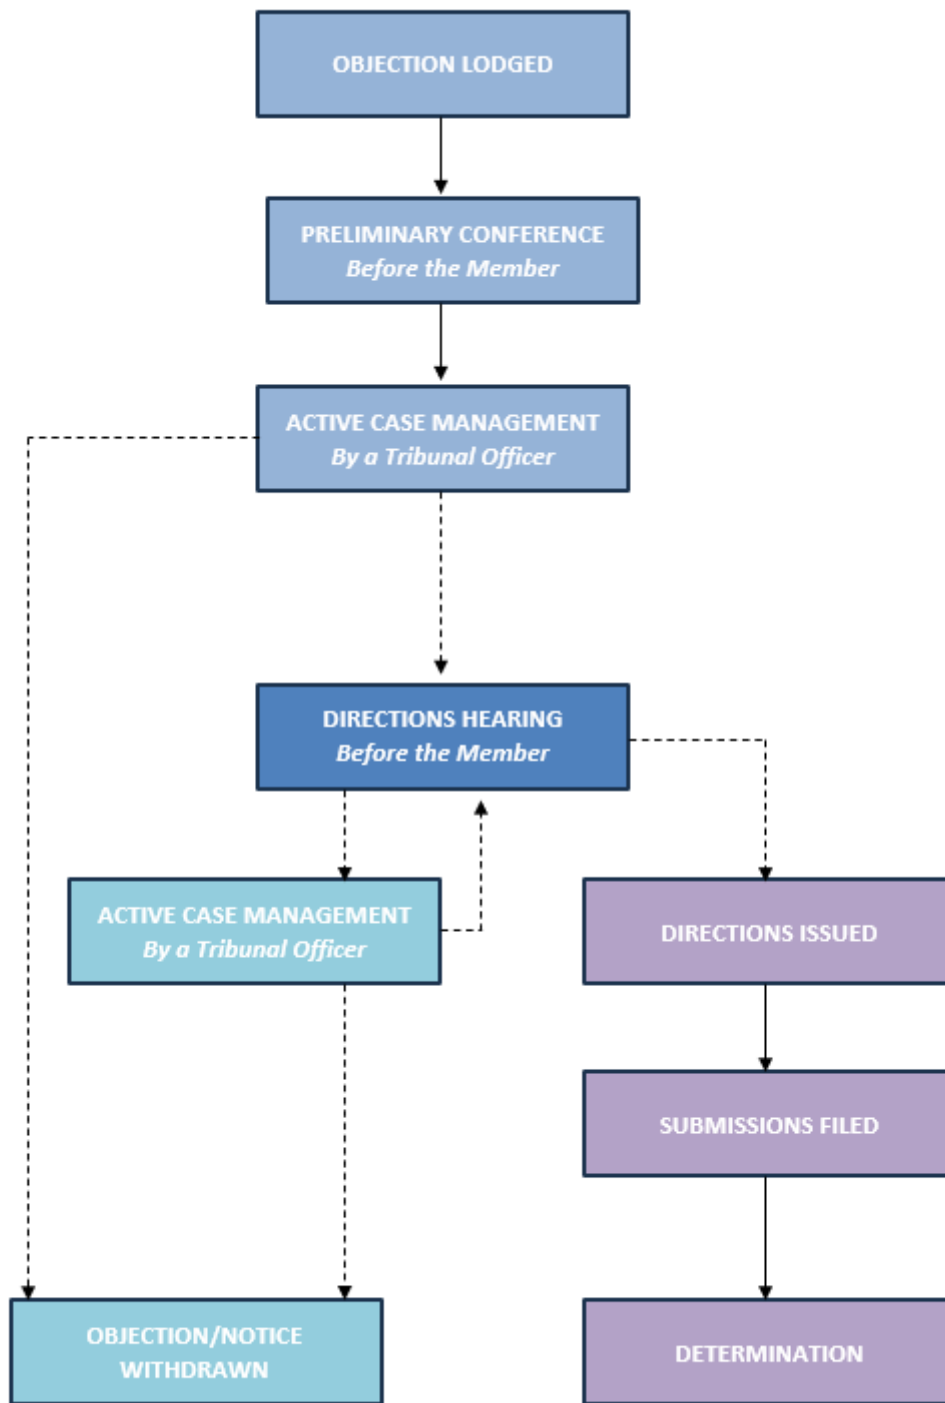 OBJECTION LODGED
PRELIMINARY CONFERENCE
Before the Member
ACTIVE CASE MANAGEMENT
By a Tribunal Officer
DIRECTIONS HEARING
Before the Member
ACTIVE CASE MANAGEMENT
By a Tribunal Officer
DIRECTIONS ISSUED
SUBMISSIONS FILED
OBJECTION/NOTICE
WITHDRAWN
DETERMINATION